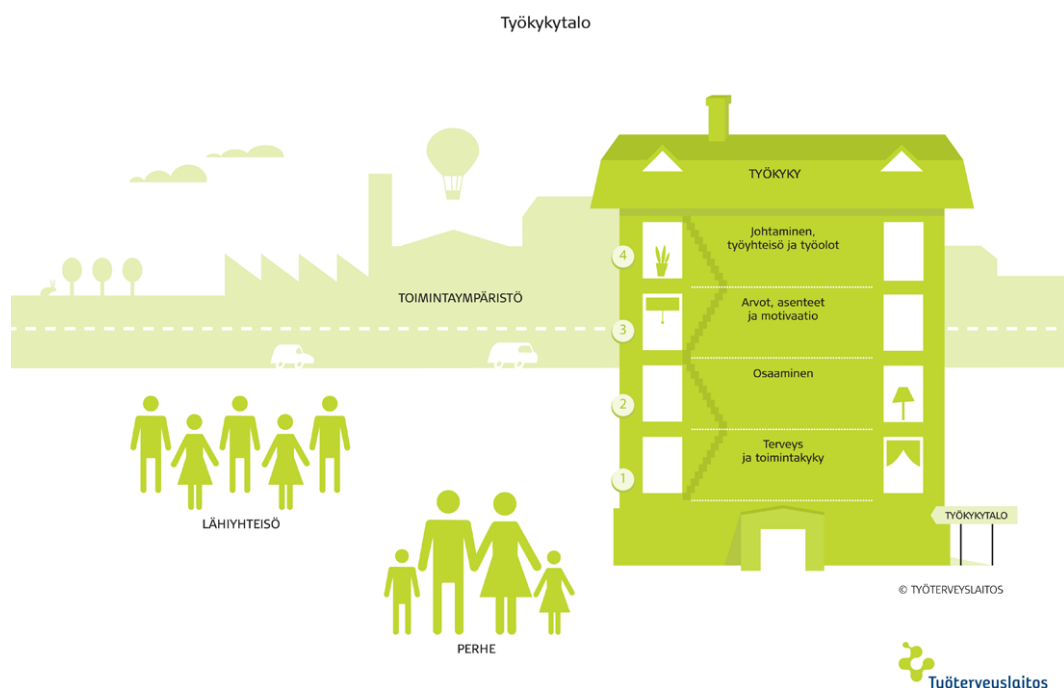 Työkykytalo
TYÖKYKY
4
Johtaminen,
työyhteisö ja työolot
TOIMINTAYMPÄRISTÖ
3
Arvot, asenteet
ja motivaatio
2
Osaaminen
1
Terveys
ja toimintakyky
LÄHIYHTEISÖ
TYÖKYKYTALO
© TYÖTERVEYSLAITOS
PERHE
Työterveyslaitos